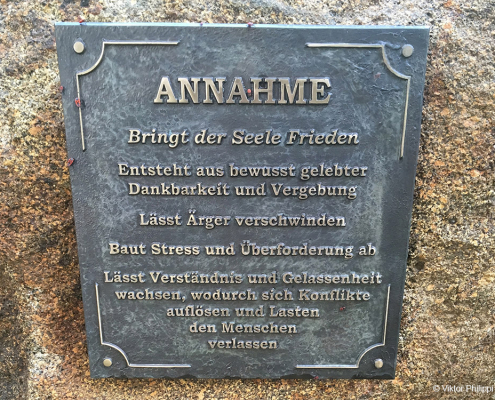 ANNAHME
Bringt der Seele Frieden
Entsteht aus bewusst gelebter
Dankbarkeit und Vergebung
Lässt Ärger verschwinden
Baut Stress und Überforderung ab
Lässt Verständnis und Gelassenheit
wachsen, wodurch sich Konflikte
auflösen und Lasten
den Menschen
verlassen
© Viktor Philippi